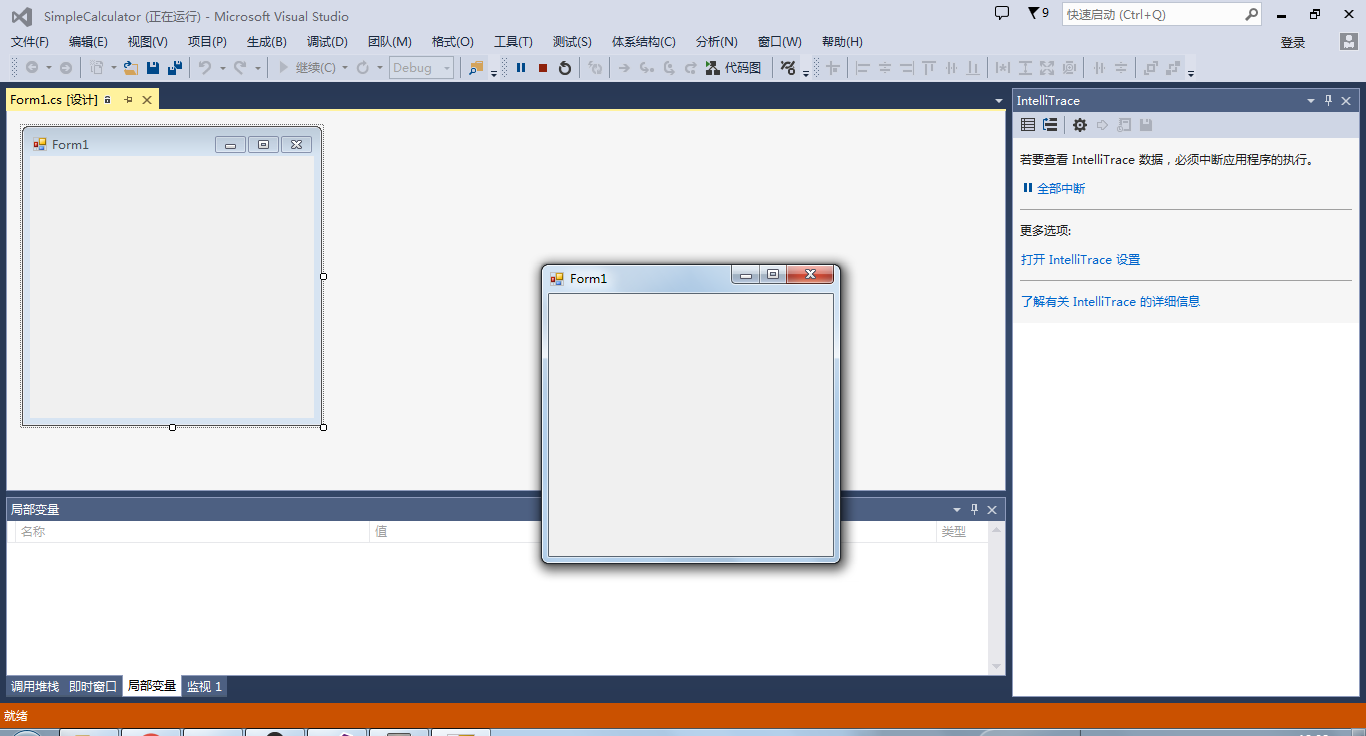 SimpleCalculator (正在运行) - Microsoft Visual Studio
9
快速启动 (Ctrl+Q)
文件(F) 编辑(E) 视图(V) 项目(P) 生成(B) 调试(D) 团队(M) 格式(O) 工具(T) 测试(S) 体系结构(C) 分析(N) 窗口(W) 帮助(H) 登录
继续(C) Debug 代码图
Form1.cs [设计]
IntelliTrace
Form1
若要查看 IntelliTrace 数据，必须中断应用程序的执行。
全部中断
更多选项:
打开 IntelliTrace 设置
了解有关 IntelliTrace 的详细信息
Form1
局部变量
名称 值 类型
调用堆栈 即时窗口 局部变量 监视 1
就绪